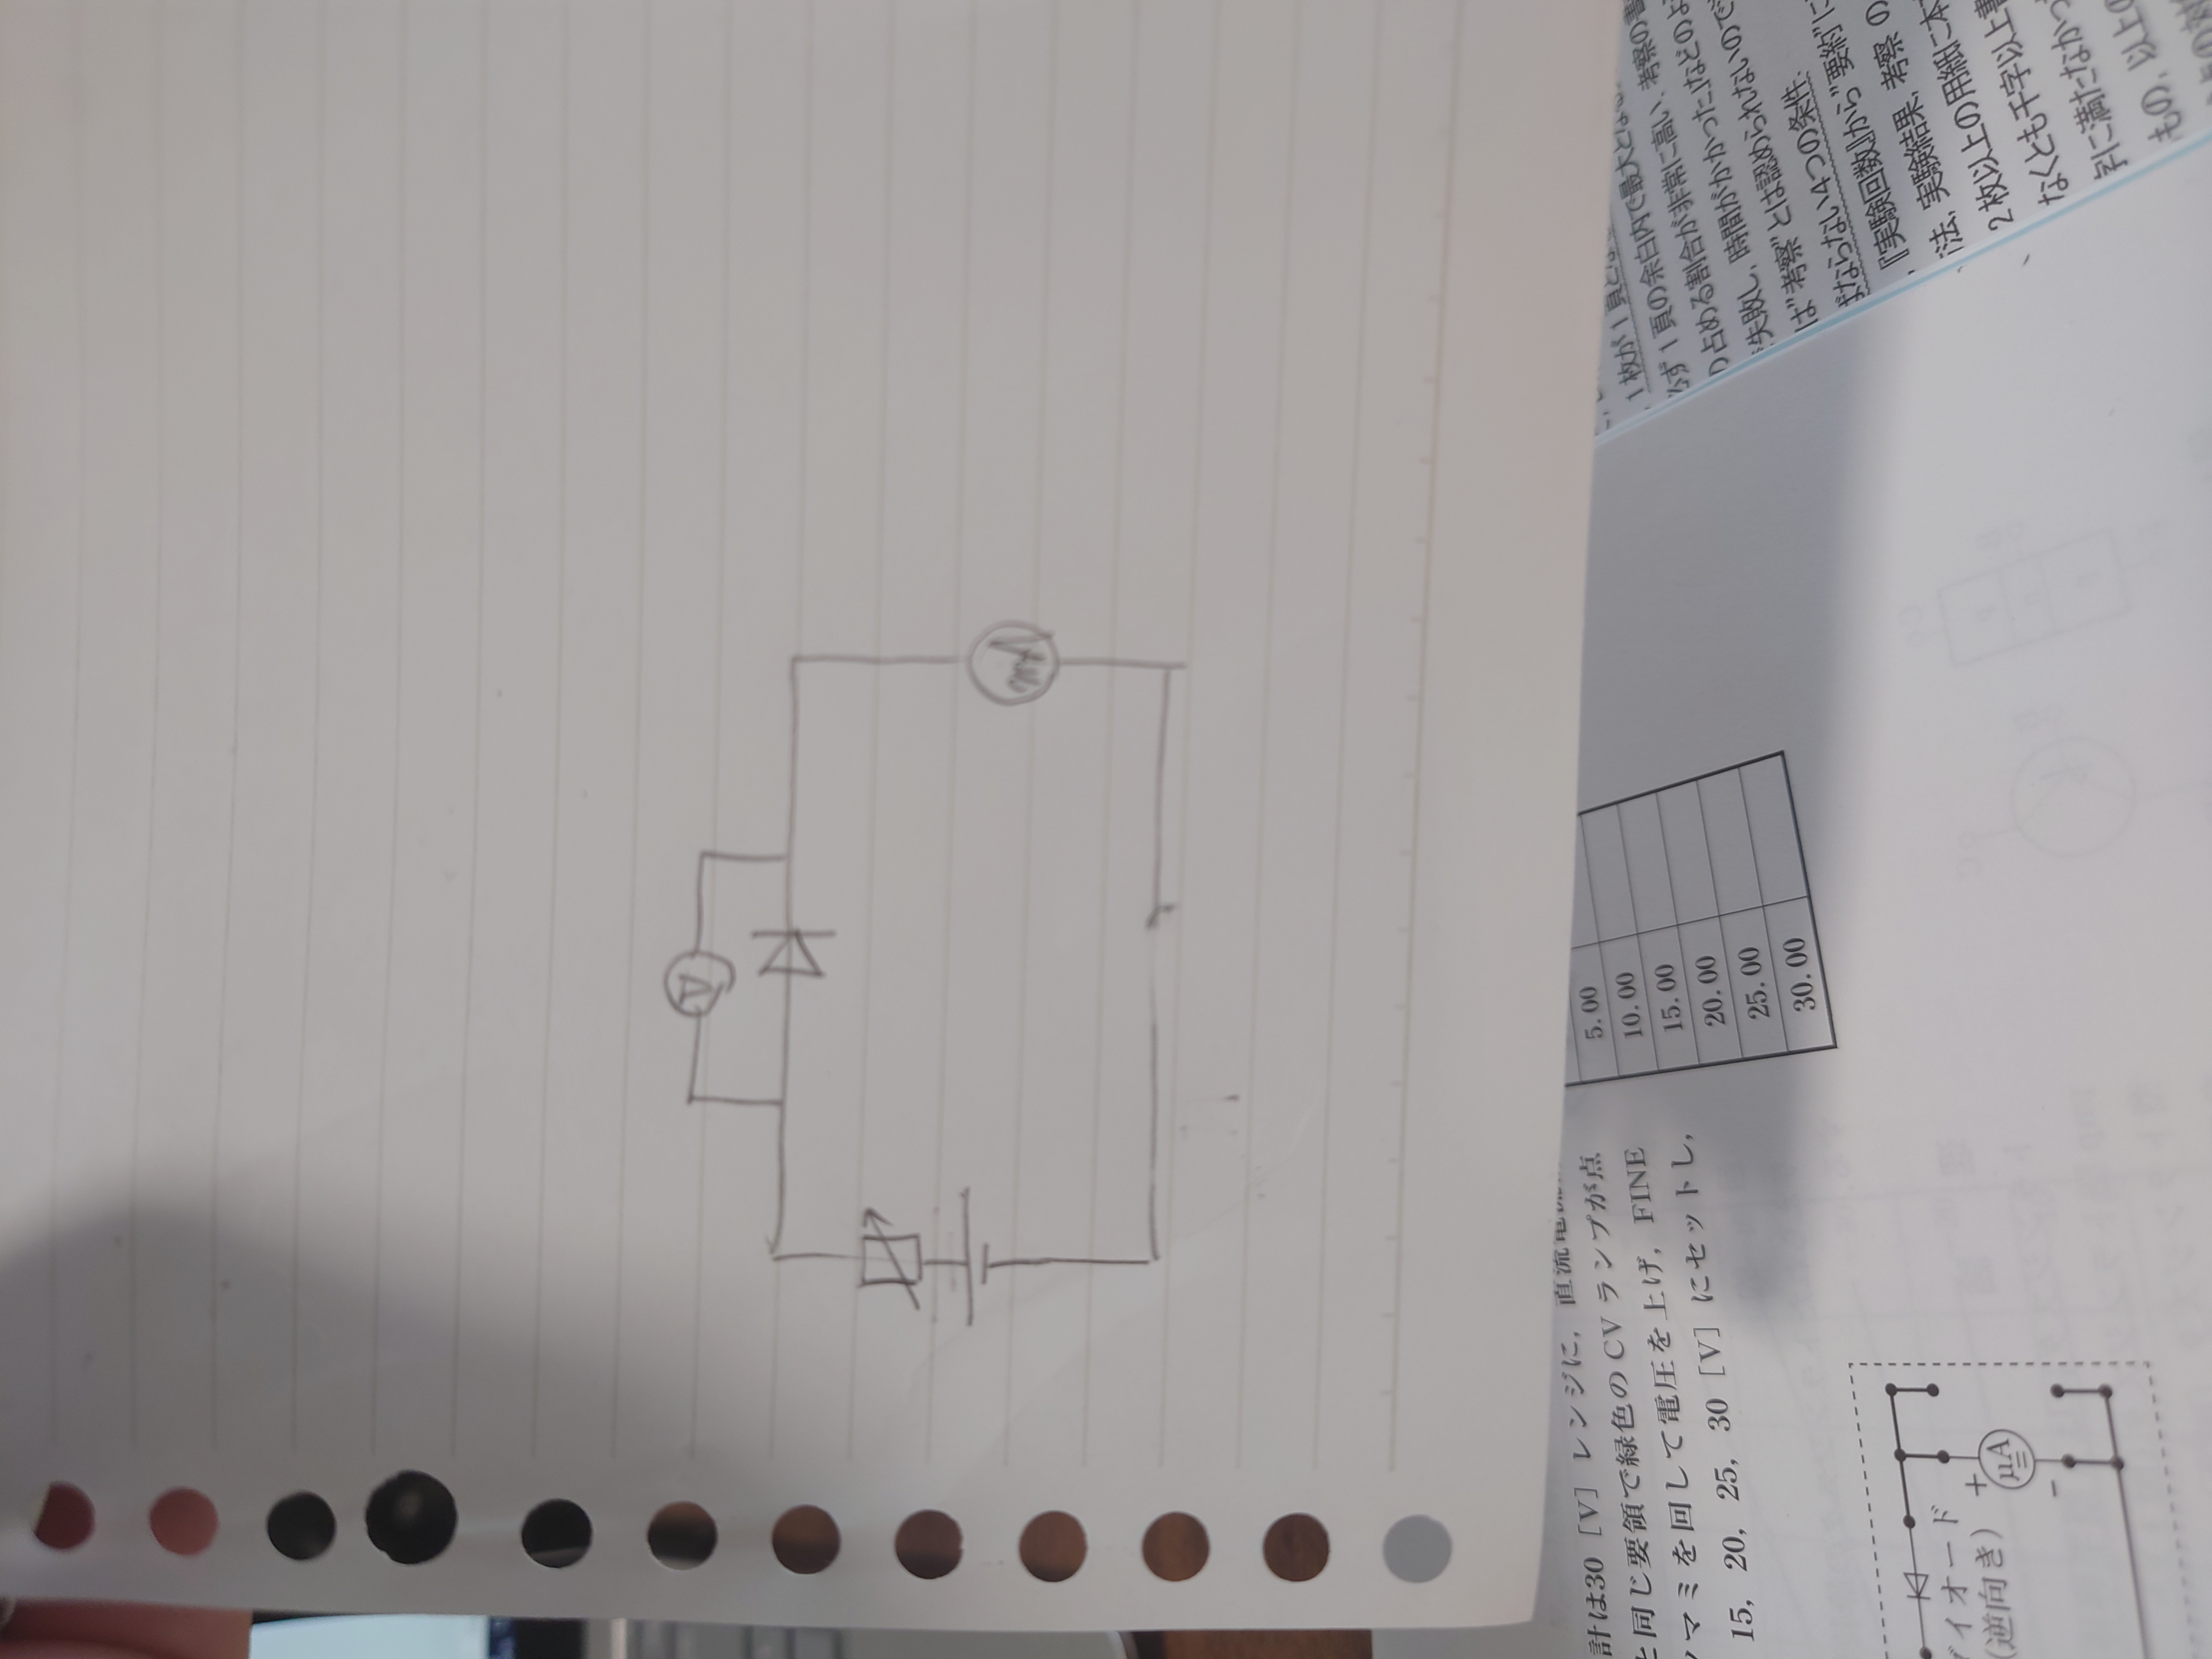 V
mA
計は30［V］レンジに，直流電流
と同じ要領で緑色の CV ランプが点
ツマミを回して電圧を上げ，FINE
15，20，25，30［V］にセットし，
5.00
10.00
15.00
20.00
25.00
30.00
ダイオード
(逆向き)
+
μA
−
1枚が1頁とな
必ず1頁の余白内で最大となる
の占める割合が非常に高い．考察の書
失敗し，時間がかかった」などのよ
は"考察"とは認められないので
ばならない4つの条件．
『実験回数』から"要約"に
法，実験結果，考察 の
2枚以上の用紙に本
なくとも千字以上書
字に満たなかっ
もの，以上の